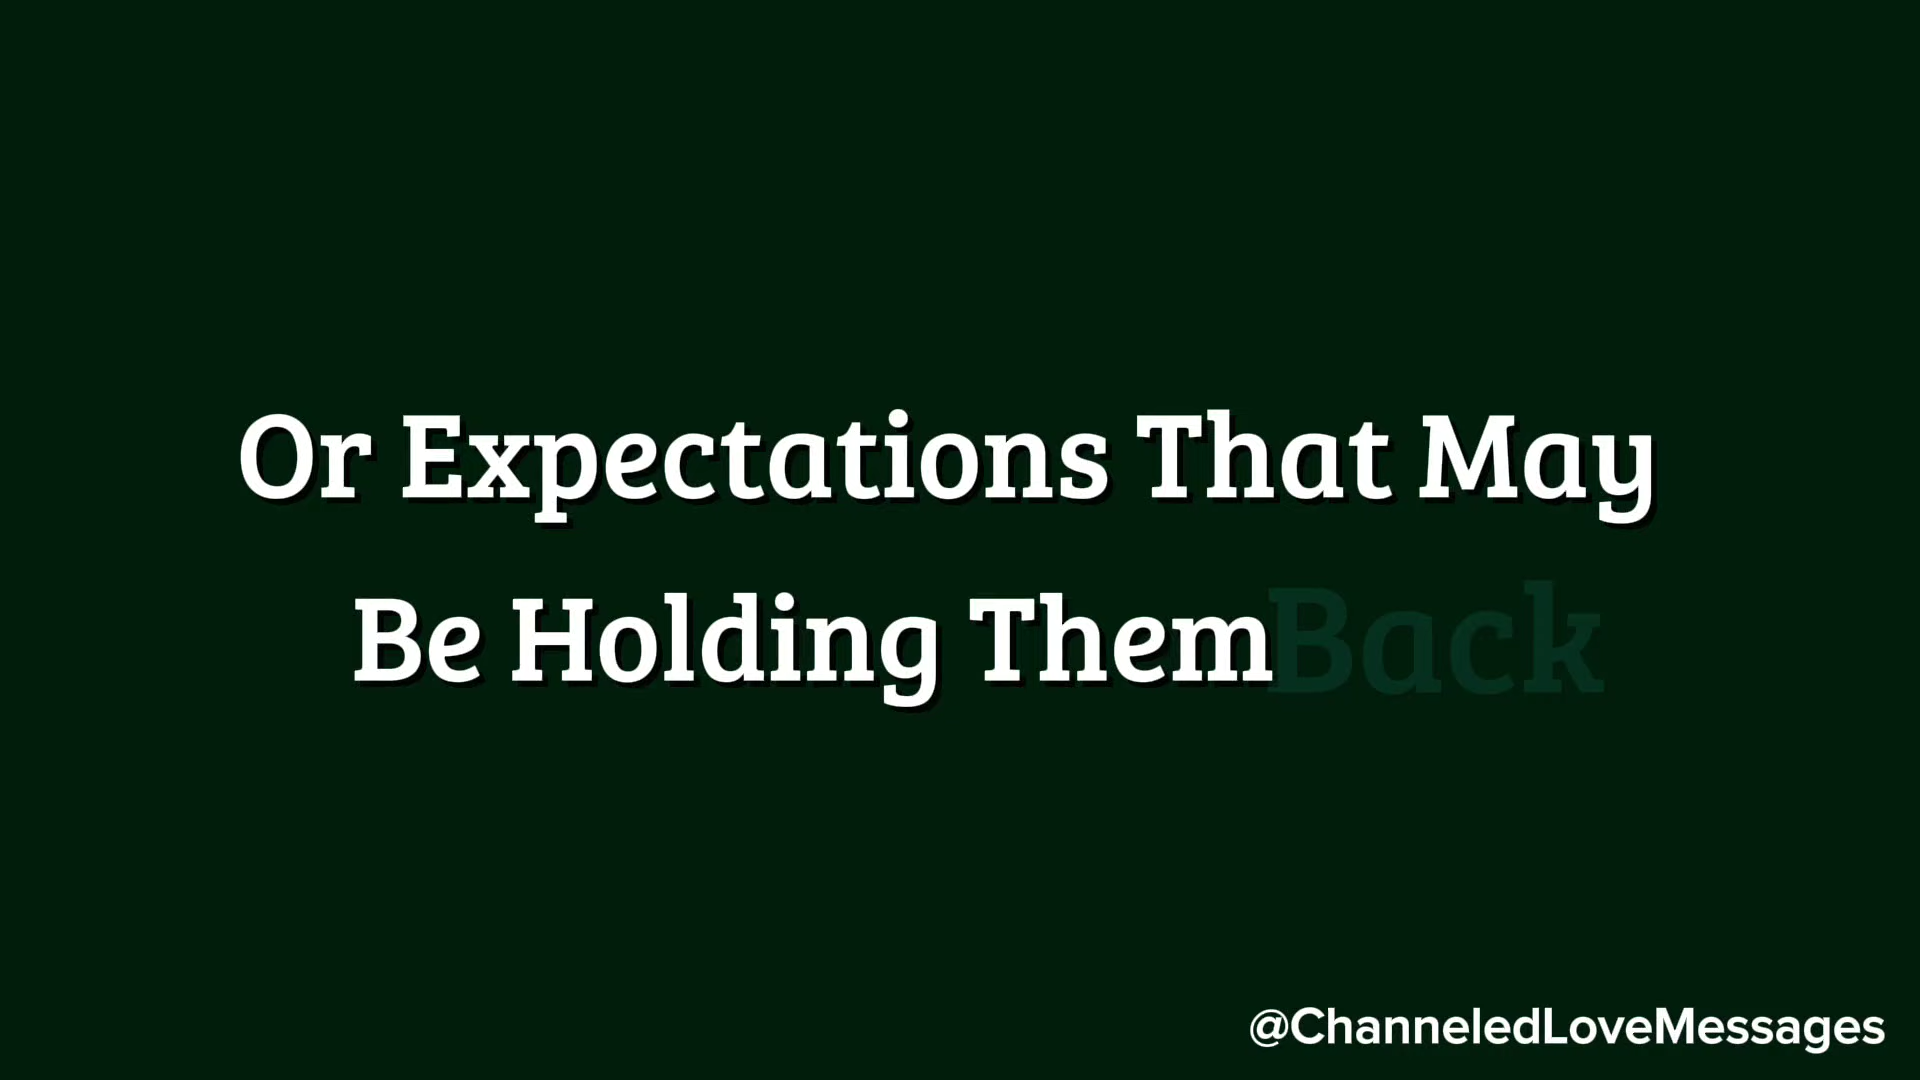 Or Expectations That May
Be Holding Them Back
@ChanneledLoveMessages